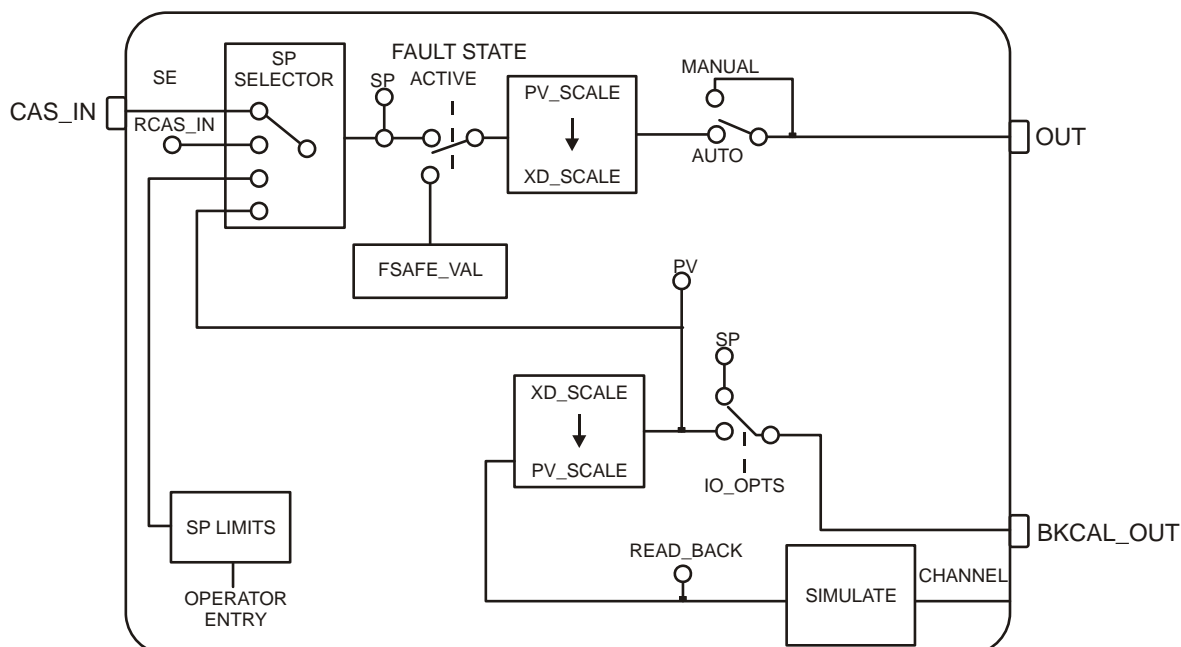 FAULT STATE
ACTIVE
SP
SELECTOR
SE
SP
MANUAL
PV_SCALE
CAS_IN
RCAS_IN
OUT
AUTO
XD_SCALE
FSAFE_VAL
PV
SP
XD_SCALE
PV_SCALE
IO_OPTS
SP LIMITS
BKCAL_OUT
READ_BACK
CHANNEL
SIMULATE
OPERATOR
ENTRY